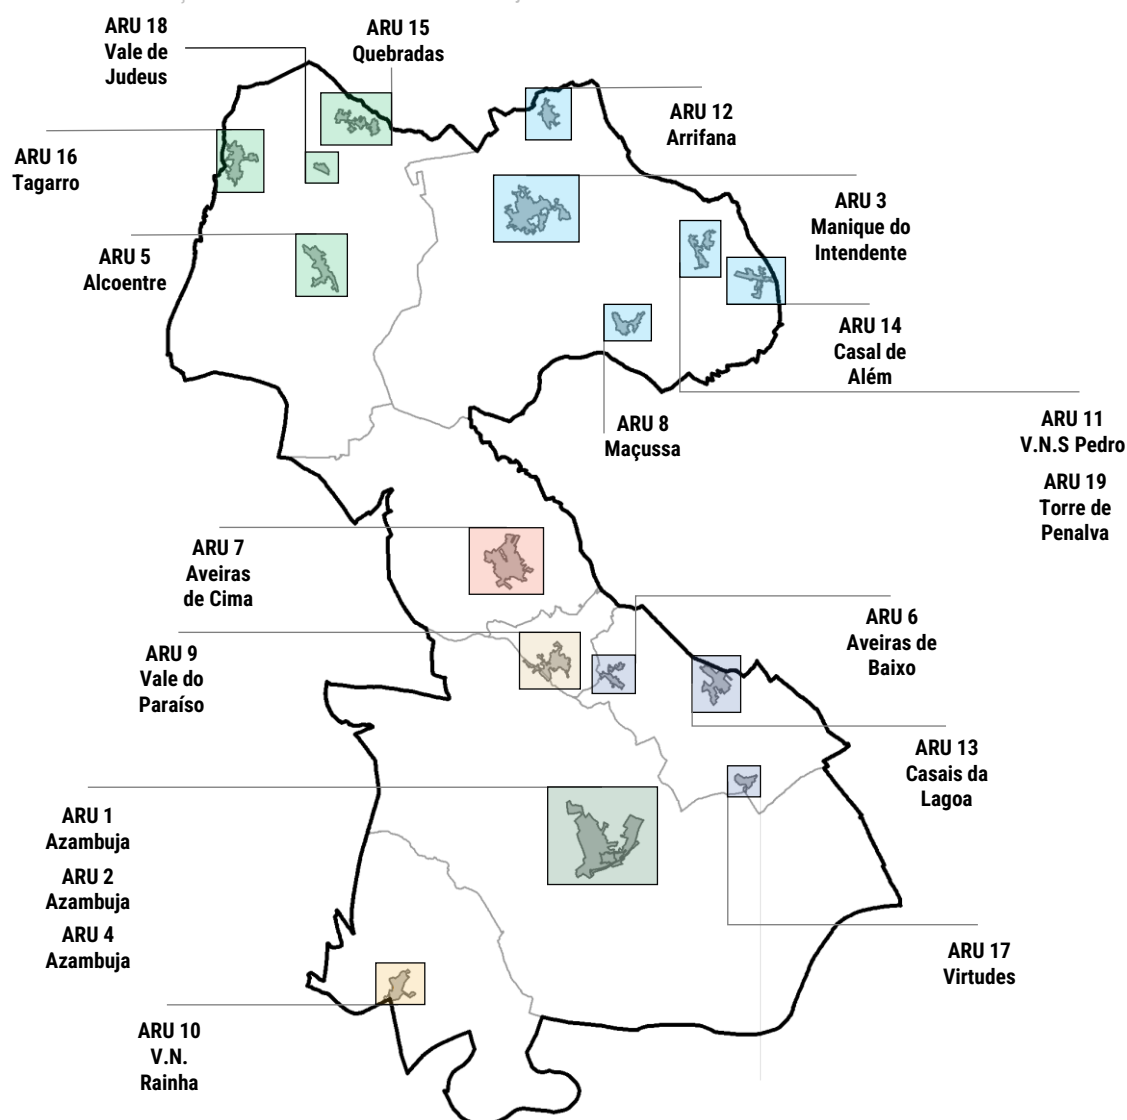 ARU 18
Vale de
Judeus
ARU 15
Quebradas
ARU 12
Arrifana
ARU 16
Tagarro
ARU 3
Manique do
Intendente
ARU 5
Alcoentre
ARU 14
Casal de
Além
ARU 8
Maçussa
ARU 11
V.N.S Pedro
ARU 19
Torre de
Penalva
ARU 7
Aveiras
de Cima
ARU 6
Aveiras de
Baixo
ARU 9
Vale do
Paraíso
ARU 13
Casais da
Lagoa
ARU 1
Azambuja
ARU 2
Azambuja
ARU 4
Azambuja
ARU 17
Virtudes
ARU 10
V.N.
Rainha